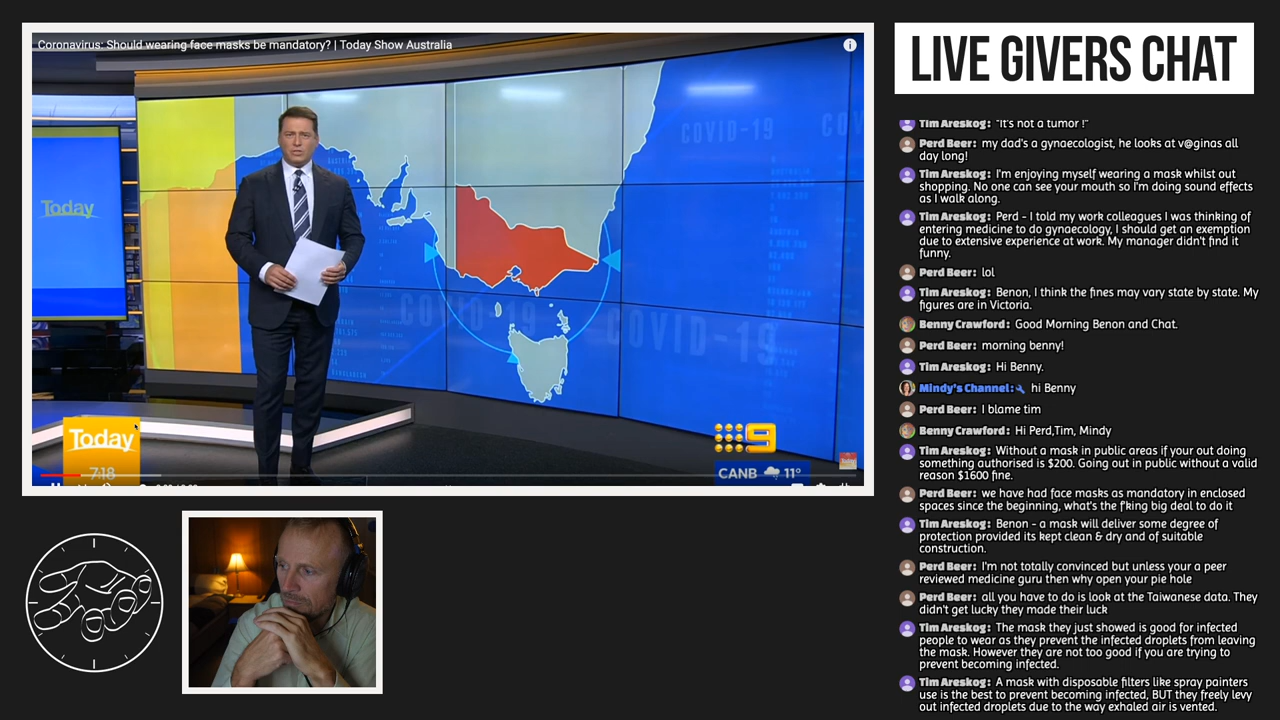 Coronavirus: Should wearing face masks be mandatory? | Today Show Australia
COVID-19
CO
Today
COVID-19
COVID-19
Today
7:18
9
CANB 11°
LIVE GIVERS CHAT
Tim Areskog: "It's not a tumor !"
Perd Beer: my dad's a gynaecologist, he looks at v@ginas all
day long!
Tim Areskog: I'm enjoying myself wearing a mask whilst out
shopping. No one can see your mouth so I'm doing sound effects
as I walk along.
Tim Areskog: Perd - I told my work colleagues I was thinking of
entering medicine to do gynaecology, I should get an exemption
due to extensive experience at work. My manager didn't find it
funny.
Perd Beer: lol
Tim Areskog: Benon, I think the fines may vary state by state. My
figures are in Victoria.
Benny Crawford: Good Morning Benon and Chat.
Perd Beer: morning benny!
Tim Areskog: Hi Benny.
Mindy's Channel: hi Benny
Perd Beer: I blame tim
Benny Crawford: Hi Perd,Tim, Mindy
Tim Areskog: Without a mask in public areas if your out doing
something authorised is $200. Going out in public without a valid
reason $1600 fine.
Perd Beer: we have had face masks as mandatory in enclosed
spaces since the beginning, what's the f'king big deal to do it
Tim Areskog: Benon - a mask will deliver some degree of
protection provided its kept clean & dry and of suitable
construction.
Perd Beer: I'm not totally convinced but unless your a peer
reviewed medicine guru then why open your pie hole
Perd Beer: all you have to do is look at the Taiwanese data. They
didn't get lucky they made their luck
Tim Areskog: The mask they just showed is good for infected
people to wear as they prevent the infected droplets from leaving
the mask. However they are not too good if you are trying to
prevent becoming infected.
Tim Areskog: A mask with disposable filters like spray painters
use is the best to prevent becoming infected, BUT they freely levy
out infected droplets due to the way exhaled air is vented.